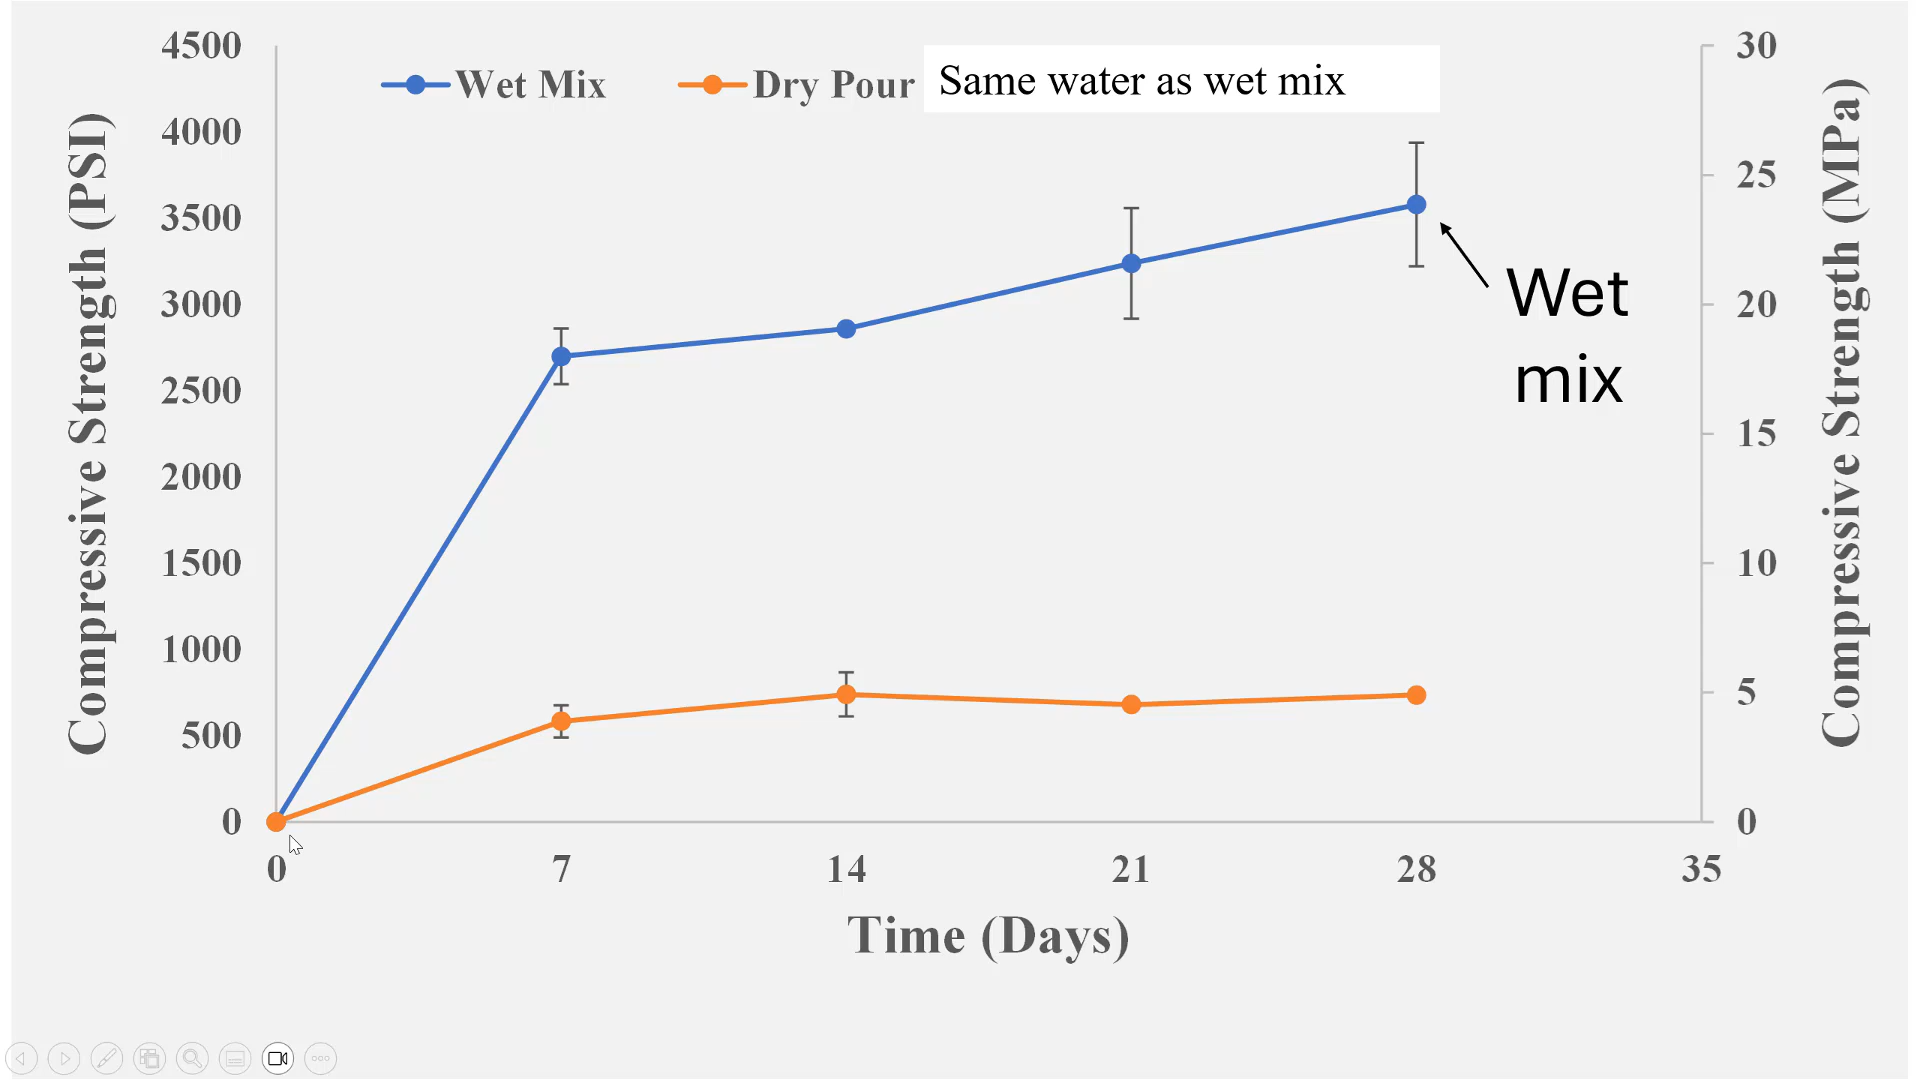 4500
4000
3500
3000
2500
2000
1500
1000
500
0
Compressive Strength (PSI)
Wet Mix
Dry Pour
Same water as wet mix
Wet
mix
30
25
20
15
10
5
0
Compressive Strength (MPa)
0 7 14 21 28 35
Time (Days)